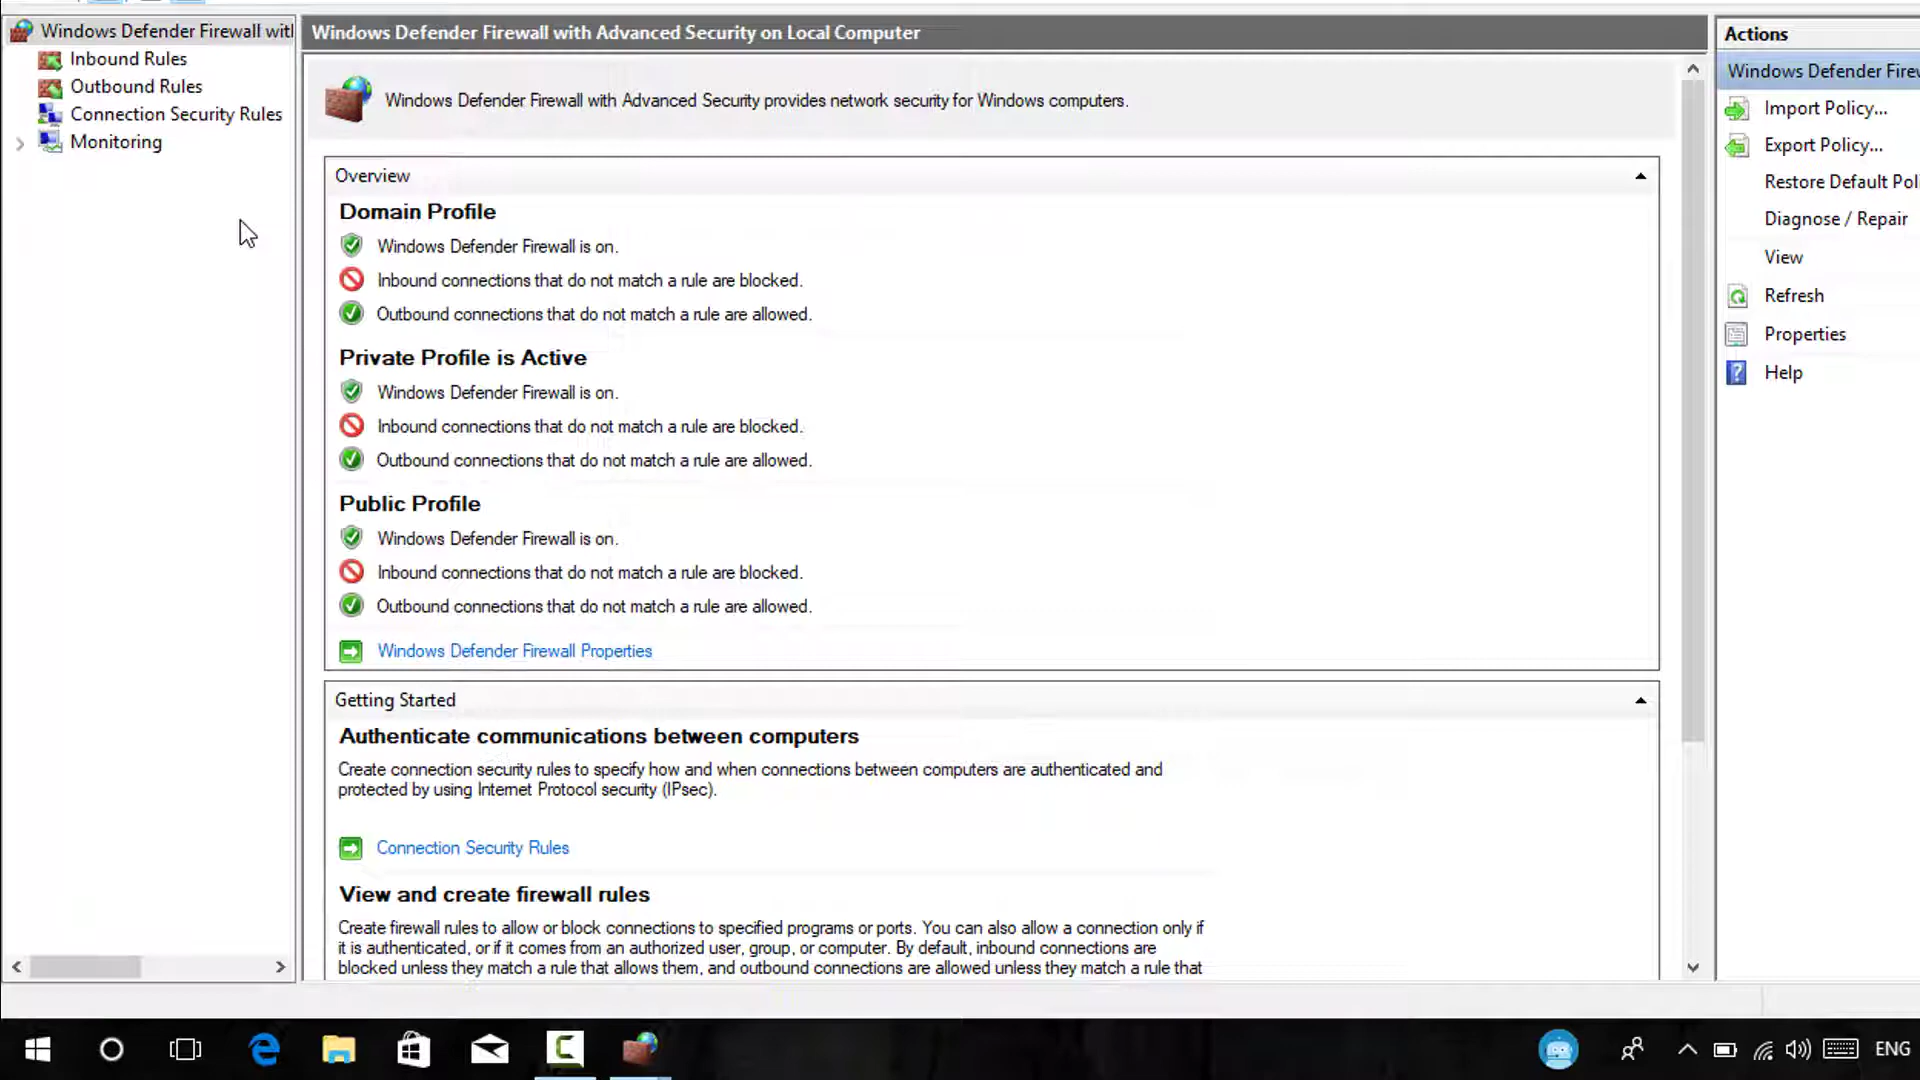 Windows Defender Firewall with
Inbound Rules
Outbound Rules
Connection Security Rules
Monitoring
Windows Defender Firewall with Advanced Security on Local Computer
Windows Defender Firewall with Advanced Security provides network security for Windows computers.
Overview
Domain Profile
Windows Defender Firewall is on.
Inbound connections that do not match a rule are blocked.
Outbound connections that do not match a rule are allowed.
Private Profile is Active
Windows Defender Firewall is on.
Inbound connections that do not match a rule are blocked.
Outbound connections that do not match a rule are allowed.
Public Profile
Windows Defender Firewall is on.
Inbound connections that do not match a rule are blocked.
Outbound connections that do not match a rule are allowed.
Windows Defender Firewall Properties
Getting Started
Authenticate communications between computers
Create connection security rules to specify how and when connections between computers are authenticated and
protected by using Internet Protocol security (IPsec).
Connection Security Rules
View and create firewall rules
Create firewall rules to allow or block connections to specified programs or ports. You can also allow a connection only if
it is authenticated, or if it comes from an authorized user, group, or computer. By default, inbound connections are
blocked unless they match a rule that allows them, and outbound connections are allowed unless they match a rule that
Actions
Windows Defender Firew
Import Policy...
Export Policy...
Restore Default Poli
Diagnose / Repair
View
Refresh
Properties
Help
ENG